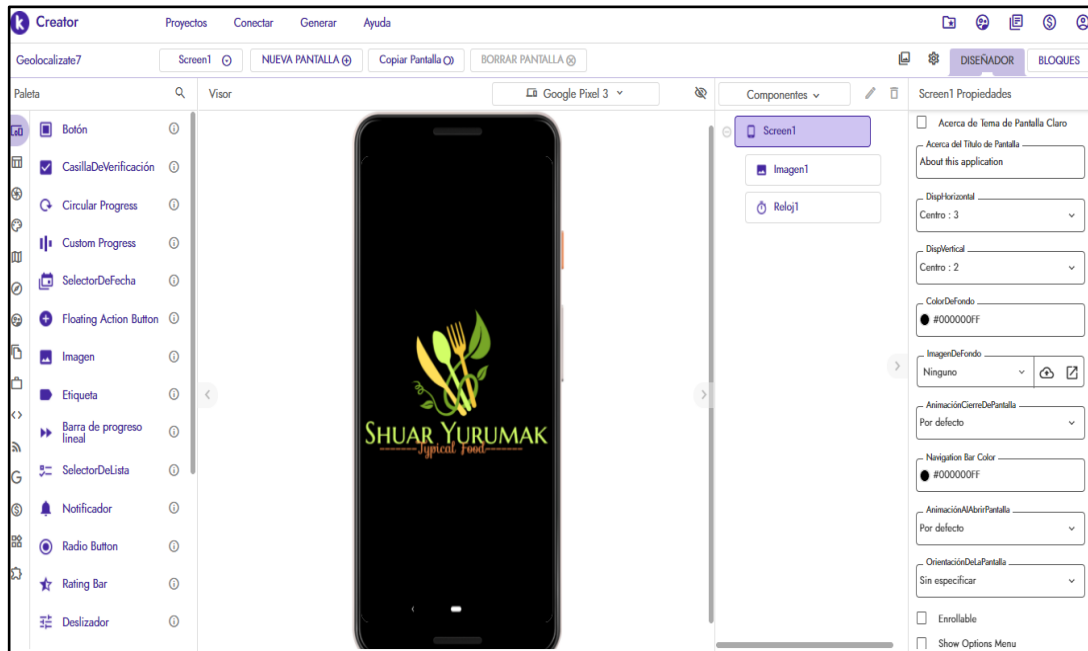 k Creator
Proyectos Conectar Generar Ayuda
Geolocalizate7
Screen1
NUEVA PANTALLA
Copiar Pantalla
BORRAR PANTALLA
DISEÑADOR
BLOQUES
Paleta
Visor
Google Pixel 3
Componentes
Screen1 Propiedades
Botón
CasillaDeVerificación
Circular Progress
Custom Progress
SelectorDeFecha
Floating Action Button
Imagen
Etiqueta
Barra de progreso
lineal
SelectorDeLista
Notificador
Radio Button
Rating Bar
Deslizador
SHUAR YURUMAK
Typical Food
Screen1
Imagen1
Reloj1
Acerca de Tema de Pantalla Claro
Acerca del Título de Pantalla
About this application
DispHorizontal
Centro : 3
DispVertical
Centro : 2
ColorDeFondo
#000000FF
ImagenDeFondo
Ninguno
AnimaciónCierreDePantalla
Por defecto
Navigation Bar Color
#000000FF
AnimaciónAlAbrirPantalla
Por defecto
OrientaciónDeLaPantalla
Sin especificar
Enrollable
Show Options Menu